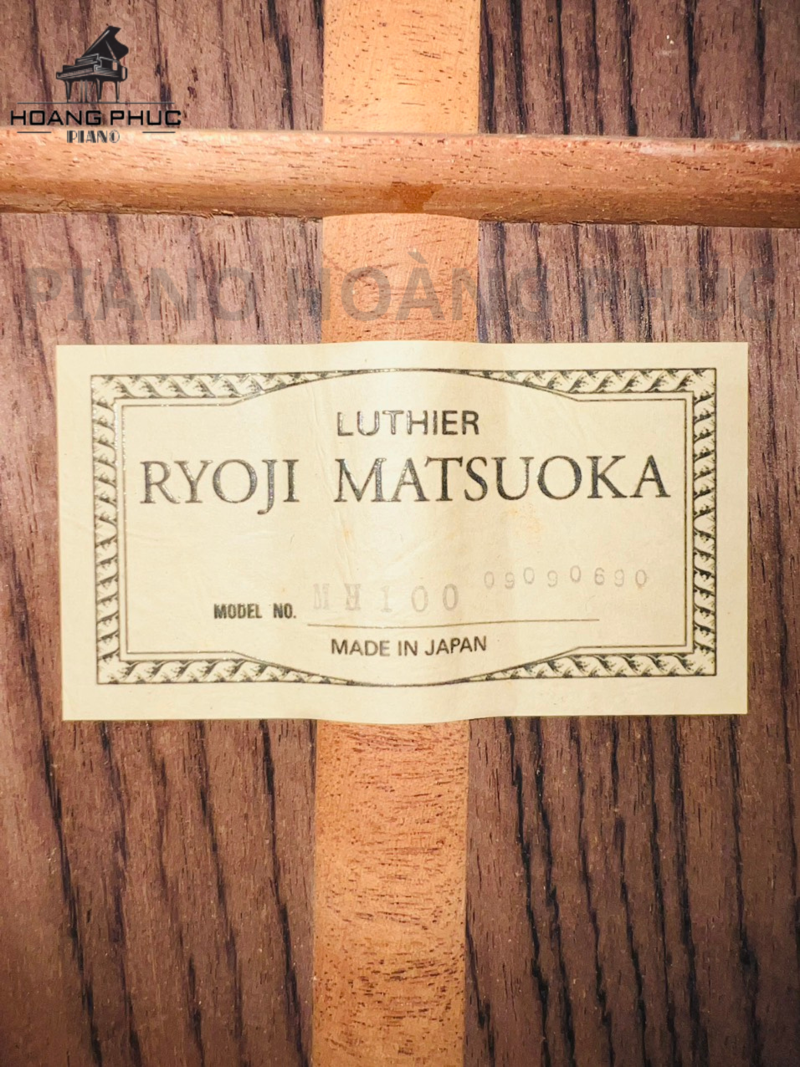 HOANG PHUC
PIANO
PIANO HOÀNG PHÚC
LUTHIER
RYOJI MATSUOKA
MODEL NO. MH100 09090690
MADE IN JAPAN